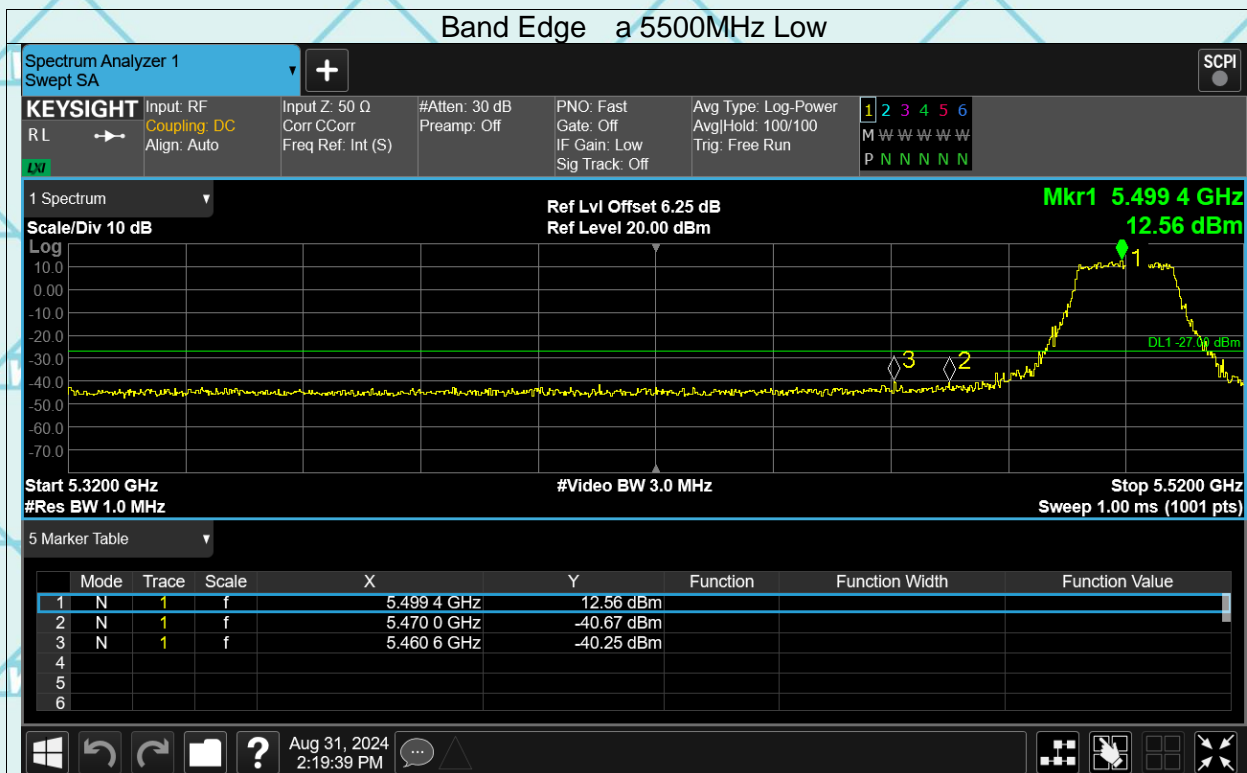 Band Edge a 5500MHz Low
Spectrum Analyzer 1
Swept SA
SCPI
KEYSIGHT
R L
LXI
Input: RF
Coupling: DC
Align: Auto
Input Z: 50 Ω
Corr CCorr
Freq Ref: Int (S)
#Atten: 30 dB
Preamp: Off
PNO: Fast
Gate: Off
IF Gain: Low
Sig Track: Off
Avg Type: Log-Power
Avg|Hold: 100/100
Trig: Free Run
1 2 3 4 5 6
M W W W W W W
P N N N N N
1 Spectrum
Scale/Div 10 dB
Ref Lvl Offset 6.25 dB
Ref Level 20.00 dBm
Mkr1 5.499 4 GHz
12.56 dBm
Log
10.0
0.00
-10.0
-20.0
-30.0
-40.0
-50.0
-60.0
-70.0
1
DL1 -27.00 dBm
3
2
Start 5.3200 GHz
#Res BW 1.0 MHz
#Video BW 3.0 MHz
Stop 5.5200 GHz
Sweep 1.00 ms (1001 pts)
5 Marker Table
Mode Trace Scale X Y Function Function Width Function Value
1 N 1 f 5.499 4 GHz 12.56 dBm
2 N 1 f 5.470 0 GHz -40.67 dBm
3 N 1 f 5.460 6 GHz -40.25 dBm
4
5
6
?
Aug 31, 2024
2:19:39 PM